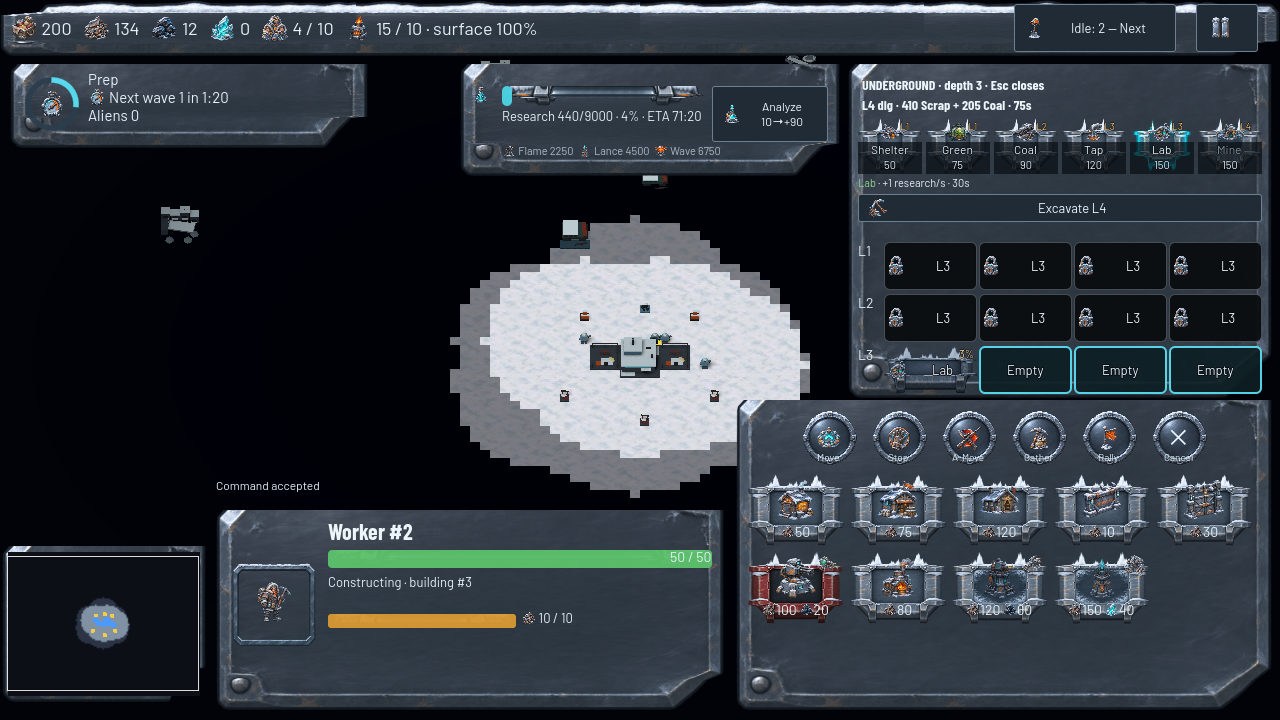 200 134 12 0 4 / 10 15 / 10 · surface 100%
Idle: 2 — Next
Prep
Next wave 1 in 1:20
Aliens 0
Research 440/9000 · 4% · ETA 71:20
Analyze
10→+90
Flame 2250 Lance 4500 Wave 6750
UNDERGROUND · depth 3 · Esc closes
L4 dig · 410 Scrap + 205 Coal · 75s
Shelter Green Coal Tap Lab Mine
50 75 90 120 150 150
Lab · +1 research/s · 30s
Excavate L4
L1 L3 L3 L3 L3
L2 L3 L3 L3 L3
L3 Lab 3% Empty Empty Empty
Move Stop A-Move Gather Rally Cancel
50 75 120 10 30
100 20 80 120 60 150 40
Command accepted
Worker #2
50 / 50
Constructing · building #3
10 / 10